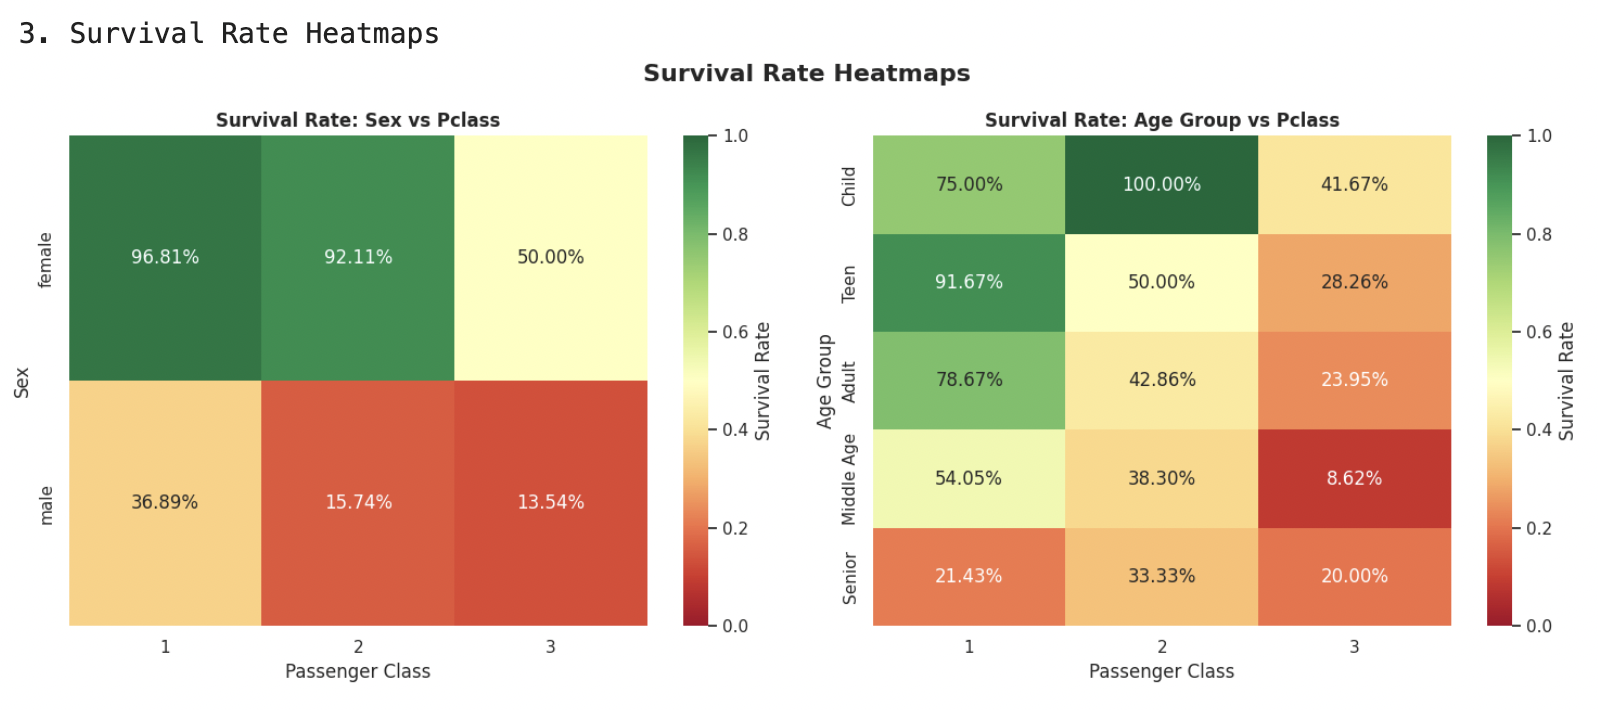 3. Survival Rate Heatmaps
Survival Rate Heatmaps
Survival Rate: Sex vs Pclass
Sex
female
male
96.81%
92.11%
50.00%
36.89%
15.74%
13.54%
1
2
3
Passenger Class
1.0
0.8
0.6
0.4
0.2
0.0
Survival Rate
Survival Rate: Age Group vs Pclass
Age Group
Child
Teen
Adult
Middle Age
Senior
75.00%
100.00%
41.67%
91.67%
50.00%
28.26%
78.67%
42.86%
23.95%
54.05%
38.30%
8.62%
21.43%
33.33%
20.00%
1
2
3
Passenger Class
1.0
0.8
0.6
0.4
0.2
0.0
Survival Rate